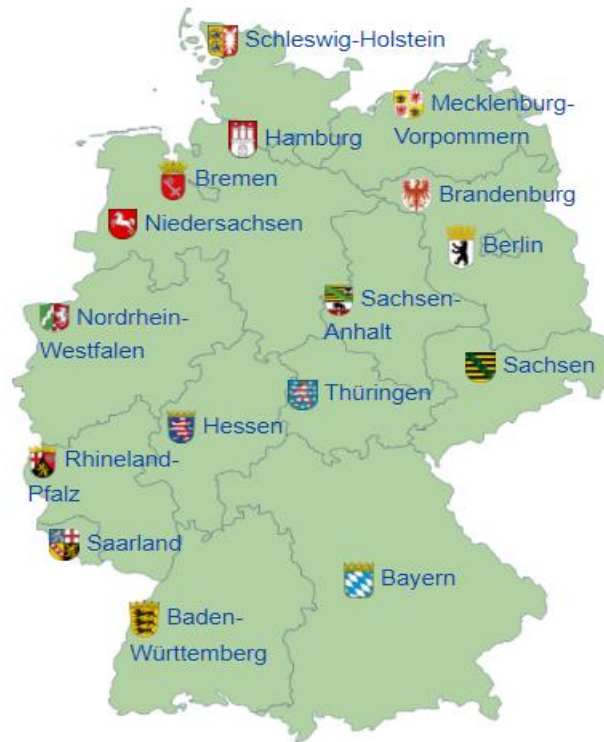 Schleswig-Holstein
Mecklenburg-
Vorpommern
Hamburg
Bremen
Brandenburg
Niedersachsen
Berlin
Sachsen-
Anhalt
Nordrhein-
Westfalen
Sachsen
Thüringen
Hessen
Rhineland-
Pfalz
Saarland
Bayern
Baden-
Württemberg